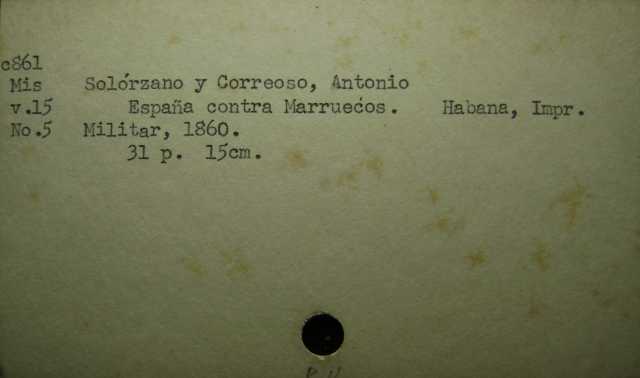 c861
Mis Solórzano y Correoso, Antonio
v.15 España contra Marruecos. Habana, Impr.
No.5 Militar, 1860.
31 p. 15cm.